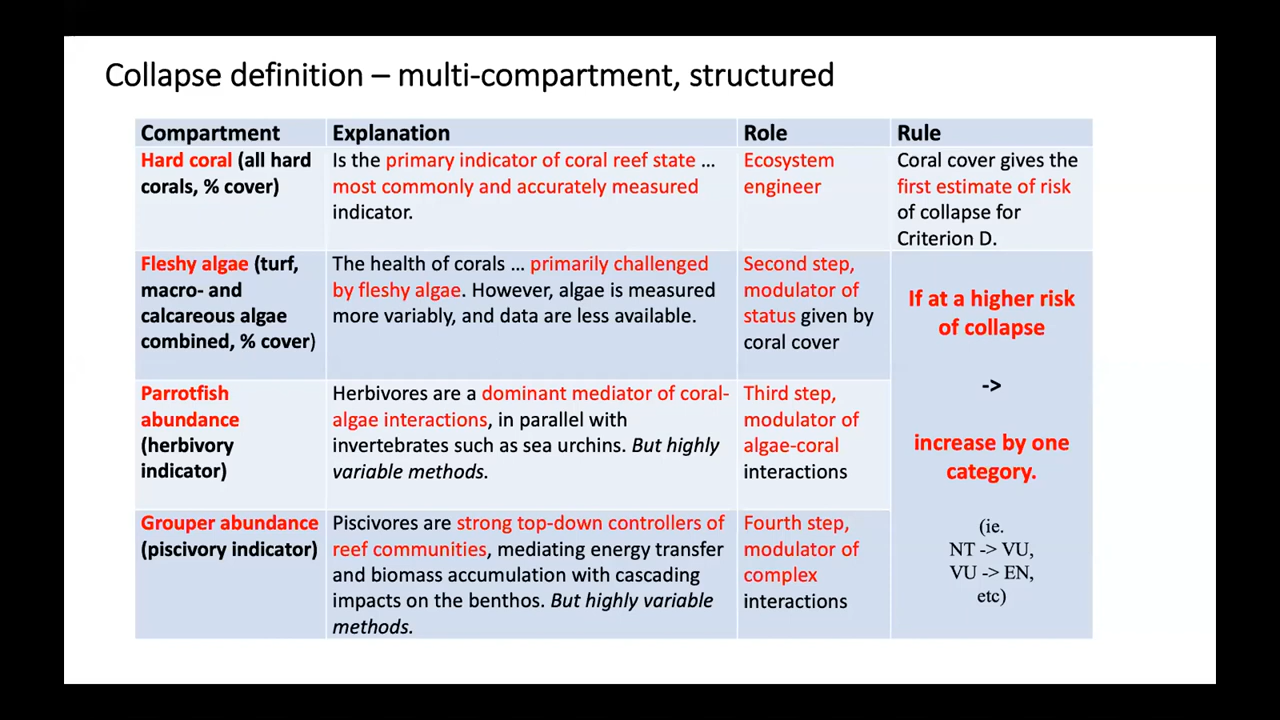 Collapse definition – multi-compartment, structured
Compartment
Explanation
Role
Rule
Hard coral (all hard
corals, % cover)
Is the primary indicator of coral reef state ...
most commonly and accurately measured
indicator.
Ecosystem
engineer
Coral cover gives the
first estimate of risk
of collapse for
Criterion D.
Fleshy algae (turf,
macro- and
calcareous algae
combined, % cover)
The health of corals ... primarily challenged
by fleshy algae. However, algae is measured
more variably, and data are less available.
Second step,
modulator of
status given by
coral cover
If at a higher risk
of collapse
->
increase by one
category.
(ie.
NT -> VU,
VU -> EN,
etc)
Parrotfish
abundance
(herbivory
indicator)
Herbivores are a dominant mediator of coral-
algae interactions, in parallel with
invertebrates such as sea urchins. But highly
variable methods.
Third step,
modulator of
algae-coral
interactions
Grouper abundance
(piscivory indicator)
Piscivores are strong top-down controllers of
reef communities, mediating energy transfer
and biomass accumulation with cascading
impacts on the benthos. But highly variable
methods.
Fourth step,
modulator of
complex
interactions